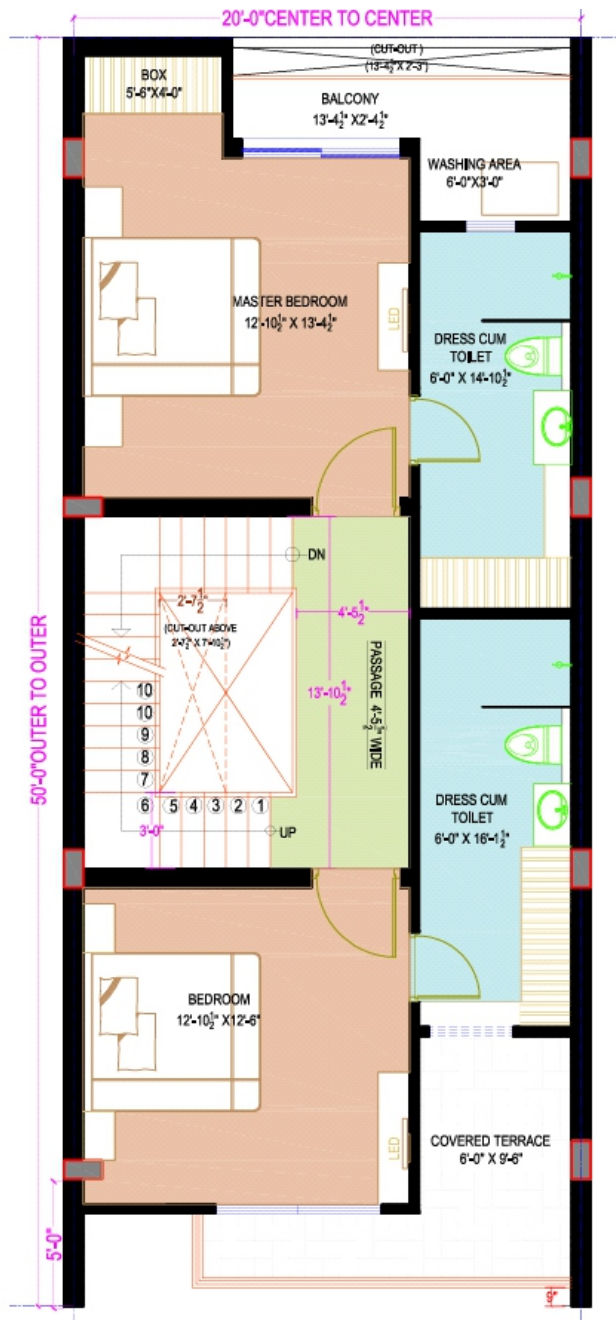 20'-0"CENTER TO CENTER
(CUT-OUT)
(13'-4½"X 2'-3")
BOX
5'-6"X4'-0"
BALCONY
13'-4½" X2'-4½"
WASHING AREA
6'-0"X3'-0"
MASTER BEDROOM
12'-10½" X 13'-4½"
LED
DRESS CUM
TOILET
6'-0" X 14'-10½"
DN
2'-7½"
4'-5½"
(CUT-OUT ABOVE
2'-7½" X 7'-10½")
PASSAGE 4'-5½" WIDE
13'-10½"
50'-0"OUTER TO OUTER
10
10
9
8
7
6 5 4 3 2 1
3'-0"
UP
DRESS CUM
TOILET
6'-0" X 16'-1½"
BEDROOM
12'-10½" X12'-6"
LED
COVERED TERRACE
6'-0" X 9'-6"
5'-0"